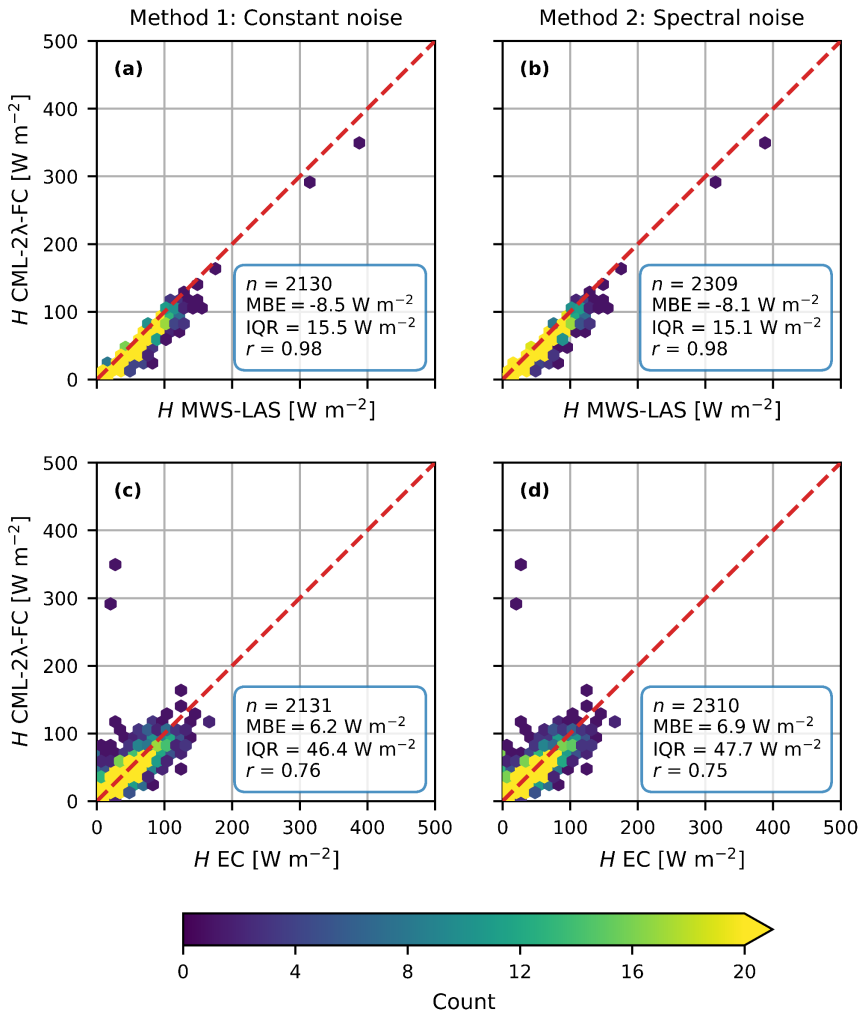 Method 1: Constant noise
Method 2: Spectral noise
500
400
300
200
100
0
H CML-2λ-FC [W m⁻²]
(a)
n = 2130
MBE = -8.5 W m⁻²
IQR = 15.5 W m⁻²
r = 0.98
H MWS-LAS [W m⁻²]
(b)
n = 2309
MBE = -8.1 W m⁻²
IQR = 15.1 W m⁻²
r = 0.98
H MWS-LAS [W m⁻²]
500
400
300
200
100
0
H CML-2λ-FC [W m⁻²]
(c)
n = 2131
MBE = 6.2 W m⁻²
IQR = 46.4 W m⁻²
r = 0.76
0 100 200 300 400 500
H EC [W m⁻²]
(d)
n = 2310
MBE = 6.9 W m⁻²
IQR = 47.7 W m⁻²
r = 0.75
0 100 200 300 400 500
H EC [W m⁻²]
0 4 8 12 16 20
Count